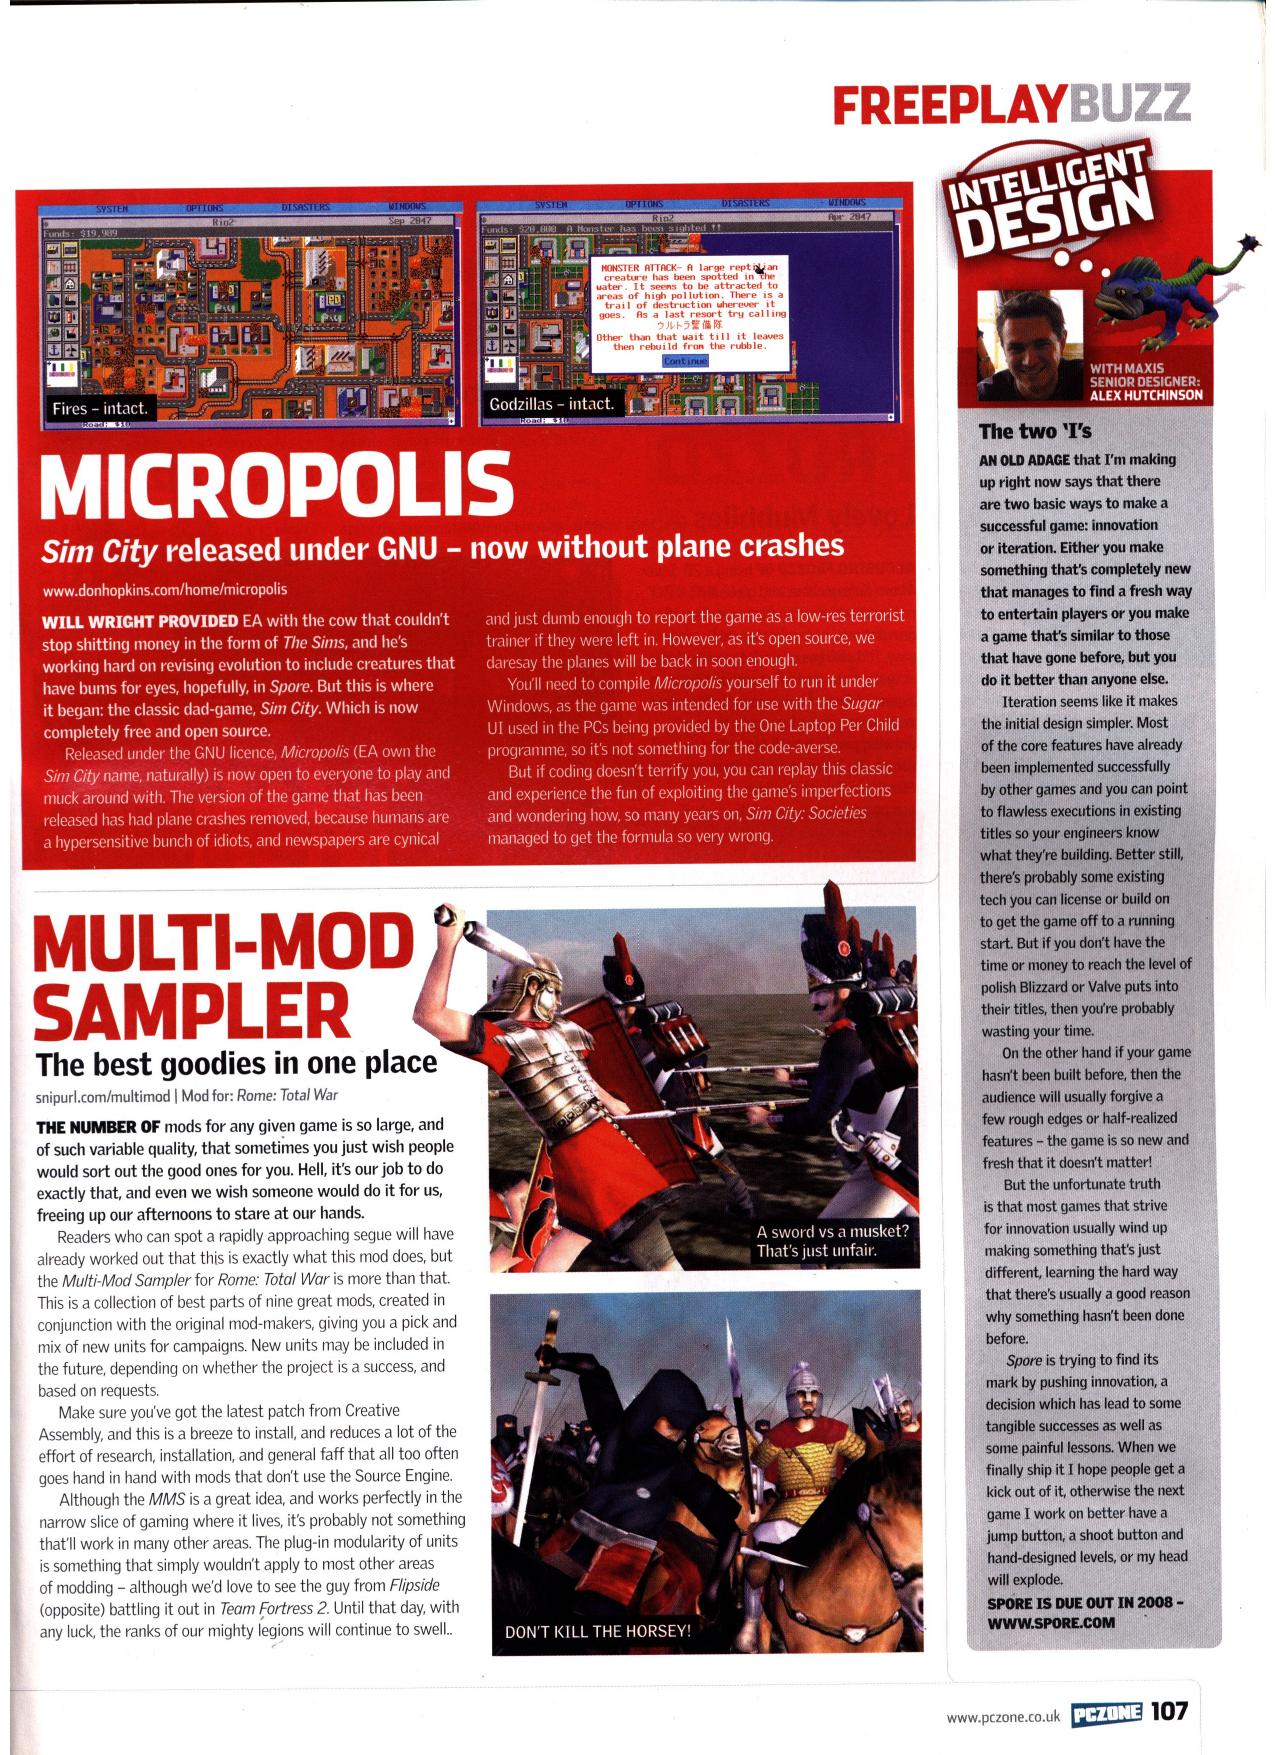 FREEPLAYBUZZ
SYSTEM OPTIONS DISASTERS WINDOWS
Rio2 Sep 2047
Funds: $19,989
Fires – intact.
Road: $10
SYSTEM OPTIONS DISASTERS WINDOWS
Rio2 Apr 2047
Funds: $20,000 A Monster has been sighted !!
MONSTER ATTACK- A large reptilian
creature has been spotted in the
water. It seems to be attracted to
areas of high pollution. There is a
trail of destruction wherever it
goes. As a last resort try calling
ウルトラ警備隊
Other than that wait till it leaves
then rebuild from the rubble.
Continue
Godzillas – intact.
Road: $10
MICROPOLIS
Sim City released under GNU – now without plane crashes
www.donhopkins.com/home/micropolis
WILL WRIGHT PROVIDED EA with the cow that couldn't
stop shitting money in the form of The Sims, and he's
working hard on revising evolution to include creatures that
have bums for eyes, hopefully, in Spore. But this is where
it began: the classic dad-game, Sim City. Which is now
completely free and open source.
Released under the GNU licence, Micropolis (EA own the
Sim City name, naturally) is now open to everyone to play and
muck around with. The version of the game that has been
released has had plane crashes removed, because humans are
a hypersensitive bunch of idiots, and newspapers are cynical
and just dumb enough to report the game as a low-res terrorist
trainer if they were left in. However, as it's open source, we
daresay the planes will be back in soon enough.
You'll need to compile Micropolis yourself to run it under
Windows, as the game was intended for use with the Sugar
UI used in the PCs being provided by the One Laptop Per Child
programme, so it's not something for the code-averse.
But if coding doesn't terrify you, you can replay this classic
and experience the fun of exploiting the game's imperfections
and wondering how, so many years on, Sim City: Societies
managed to get the formula so very wrong.
MULTI-MOD
SAMPLER
The best goodies in one place
snipurl.com/multimod | Mod for: Rome: Total War
THE NUMBER OF mods for any given game is so large, and
of such variable quality, that sometimes you just wish people
would sort out the good ones for you. Hell, it's our job to do
exactly that, and even we wish someone would do it for us,
freeing up our afternoons to stare at our hands.
Readers who can spot a rapidly approaching segue will have
already worked out that this is exactly what this mod does, but
the Multi-Mod Sampler for Rome: Total War is more than that.
This is a collection of best parts of nine great mods, created in
conjunction with the original mod-makers, giving you a pick and
mix of new units for campaigns. New units may be included in
the future, depending on whether the project is a success, and
based on requests.
Make sure you've got the latest patch from Creative
Assembly, and this is a breeze to install, and reduces a lot of the
effort of research, installation, and general faff that all too often
goes hand in hand with mods that don't use the Source Engine.
Although the MMS is a great idea, and works perfectly in the
narrow slice of gaming where it lives, it's probably not something
that'll work in many other areas. The plug-in modularity of units
is something that simply wouldn't apply to most other areas
of modding – although we'd love to see the guy from Flipside
(opposite) battling it out in Team Fortress 2. Until that day, with
any luck, the ranks of our mighty legions will continue to swell..
A sword vs a musket?
That's just unfair.
DON'T KILL THE HORSEY!
INTELLIGENT
DESIGN
WITH MAXIS
SENIOR DESIGNER:
ALEX HUTCHINSON
The two 'I's
AN OLD ADAGE that I'm making
up right now says that there
are two basic ways to make a
successful game: innovation
or iteration. Either you make
something that's completely new
that manages to find a fresh way
to entertain players or you make
a game that's similar to those
that have gone before, but you
do it better than anyone else.
Iteration seems like it makes
the initial design simpler. Most
of the core features have already
been implemented successfully
by other games and you can point
to flawless executions in existing
titles so your engineers know
what they're building. Better still,
there's probably some existing
tech you can license or build on
to get the game off to a running
start. But if you don't have the
time or money to reach the level of
polish Blizzard or Valve puts into
their titles, then you're probably
wasting your time.
On the other hand if your game
hasn't been built before, then the
audience will usually forgive a
few rough edges or half-realized
features – the game is so new and
fresh that it doesn't matter!
But the unfortunate truth
is that most games that strive
for innovation usually wind up
making something that's just
different, learning the hard way
that there's usually a good reason
why something hasn't been done
before.
Spore is trying to find its
mark by pushing innovation, a
decision which has lead to some
tangible successes as well as
some painful lessons. When we
finally ship it I hope people get a
kick out of it, otherwise the next
game I work on better have a
jump button, a shoot button and
hand-designed levels, or my head
will explode.
SPORE IS DUE OUT IN 2008 –
WWW.SPORE.COM
www.pczone.co.uk PCZONE 107